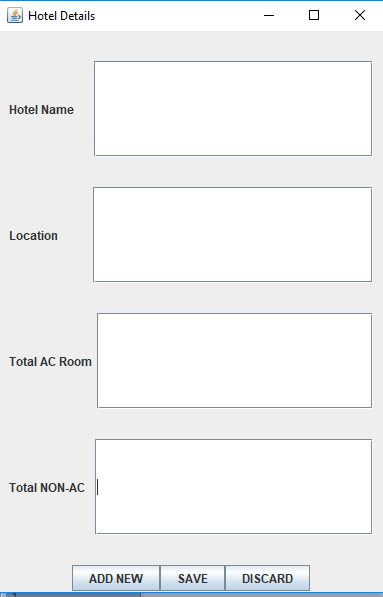 Hotel Details
Hotel Name
Location
Total AC Room
Total NON-AC
ADD NEW SAVE DISCARD